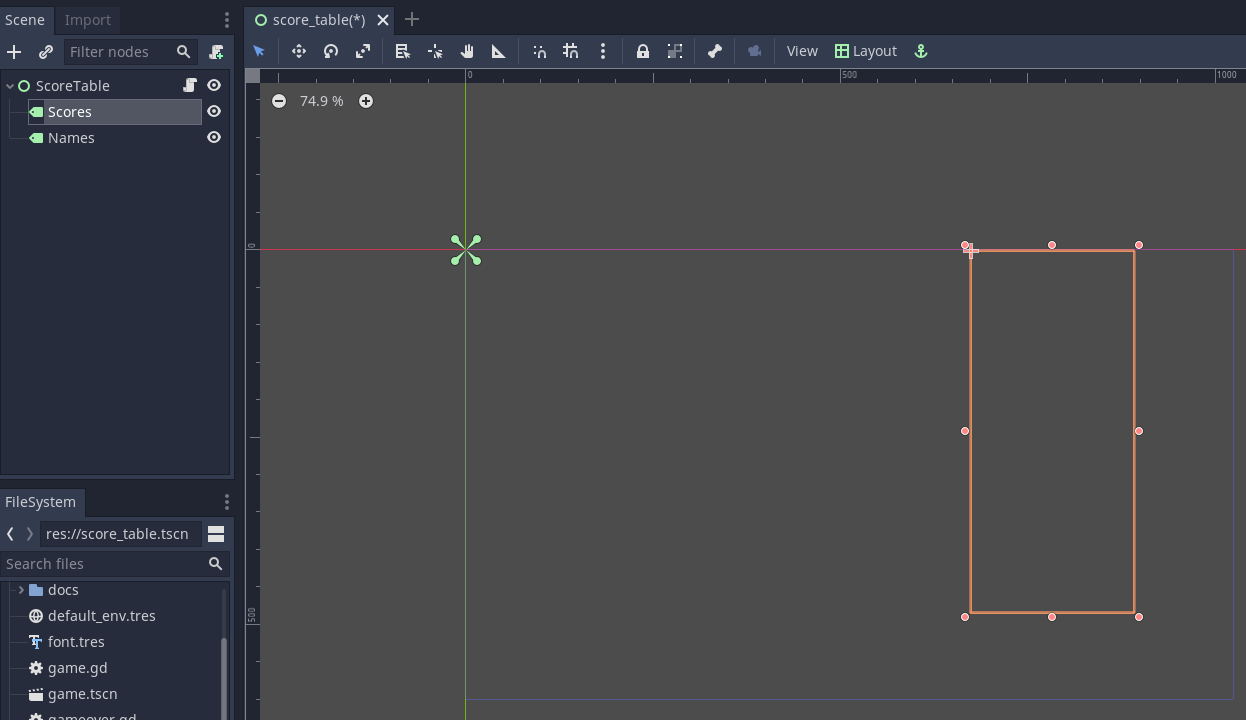 Scene Import
score_table(*)
Filter nodes
View Layout
0 500 1000
ScoreTable
Scores
Names
74.9 %
0
500
FileSystem
res://score_table.tscn
Search files
docs
default_env.tres
font.tres
game.gd
game.tscn
gameover.gd